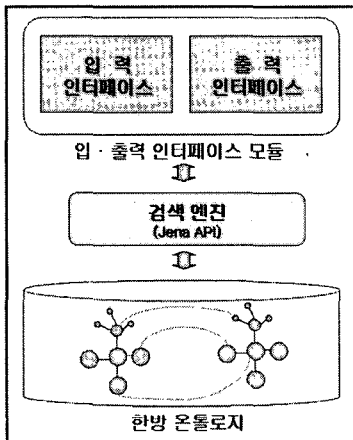 입 력
인터페이스
출 력
인터페이스
입 · 출력 인터페이스 모듈
검색 엔진
(Jena API)
한방 온톨로지